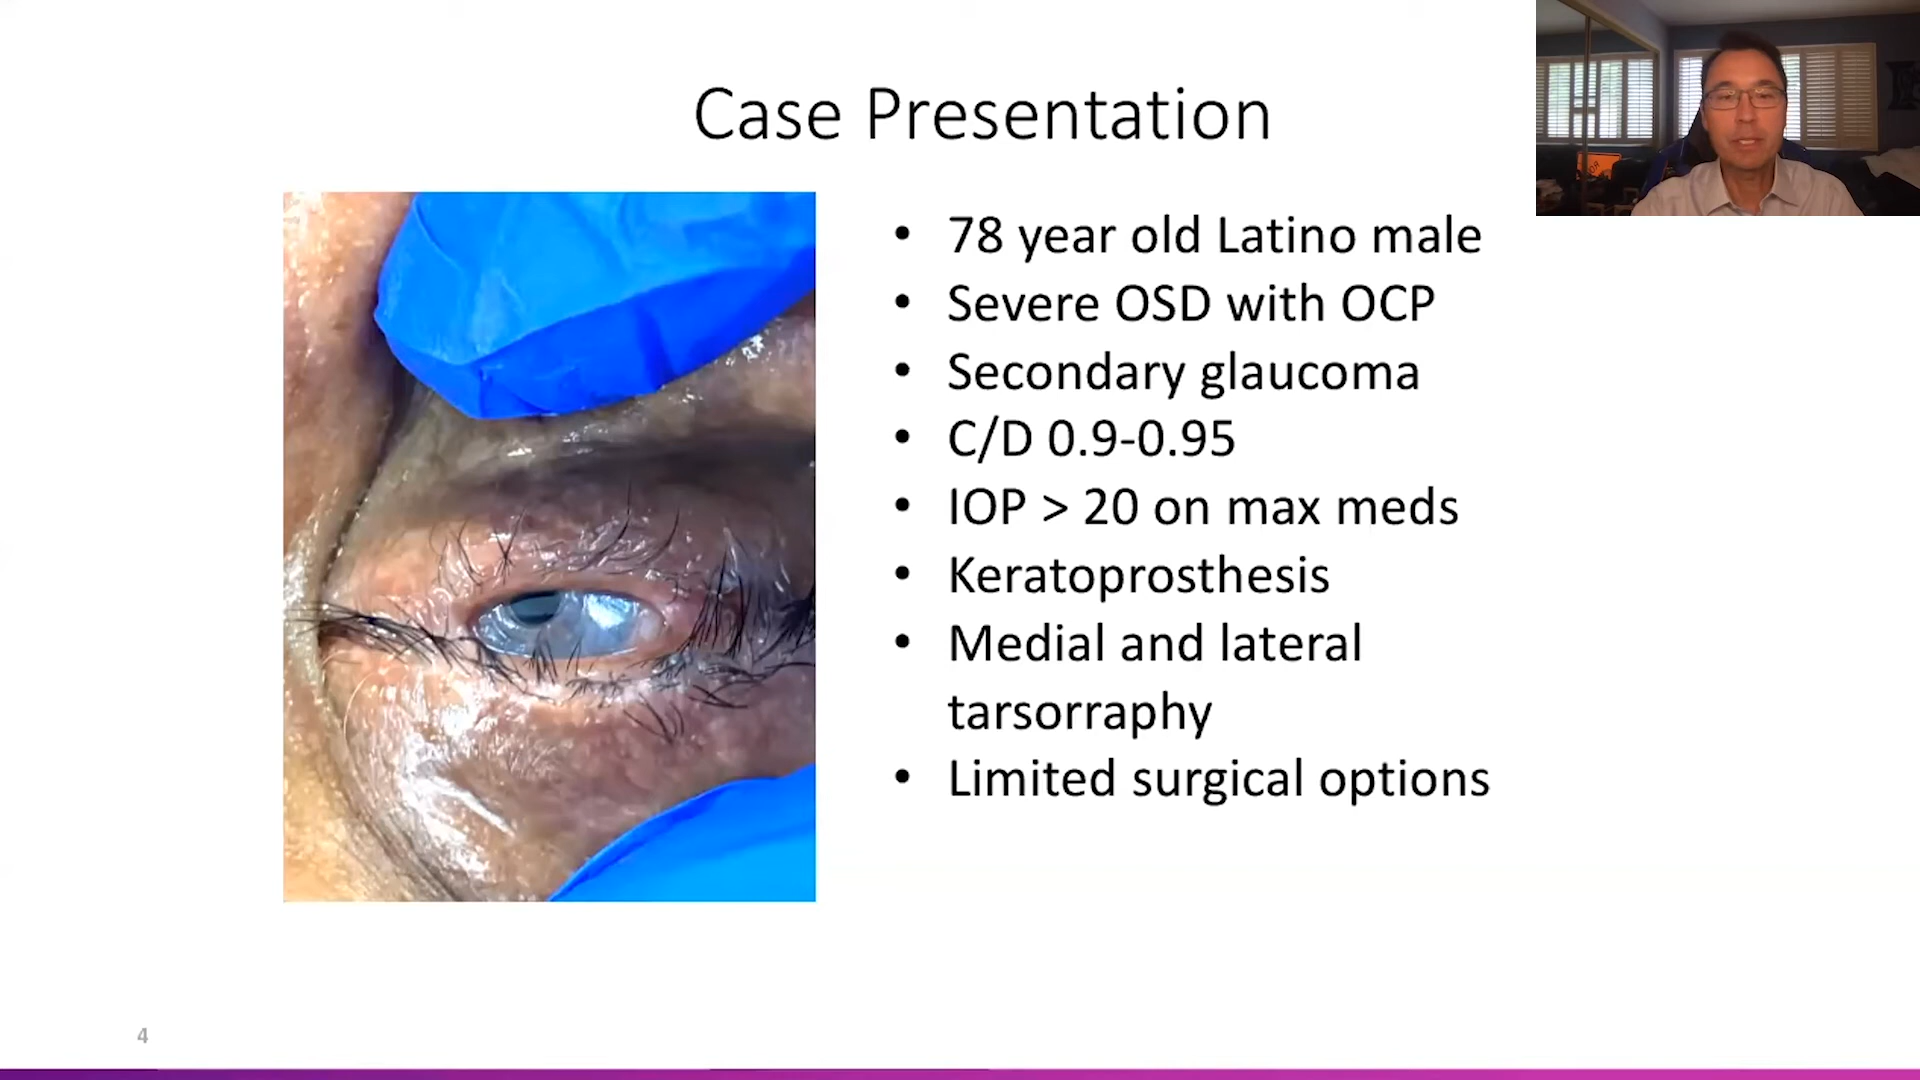 Case Presentation
• 78 year old Latino male
• Severe OSD with OCP
• Secondary glaucoma
• C/D 0.9-0.95
• IOP > 20 on max meds
• Keratoprosthesis
• Medial and lateral
tarsorraphy
• Limited surgical options
4